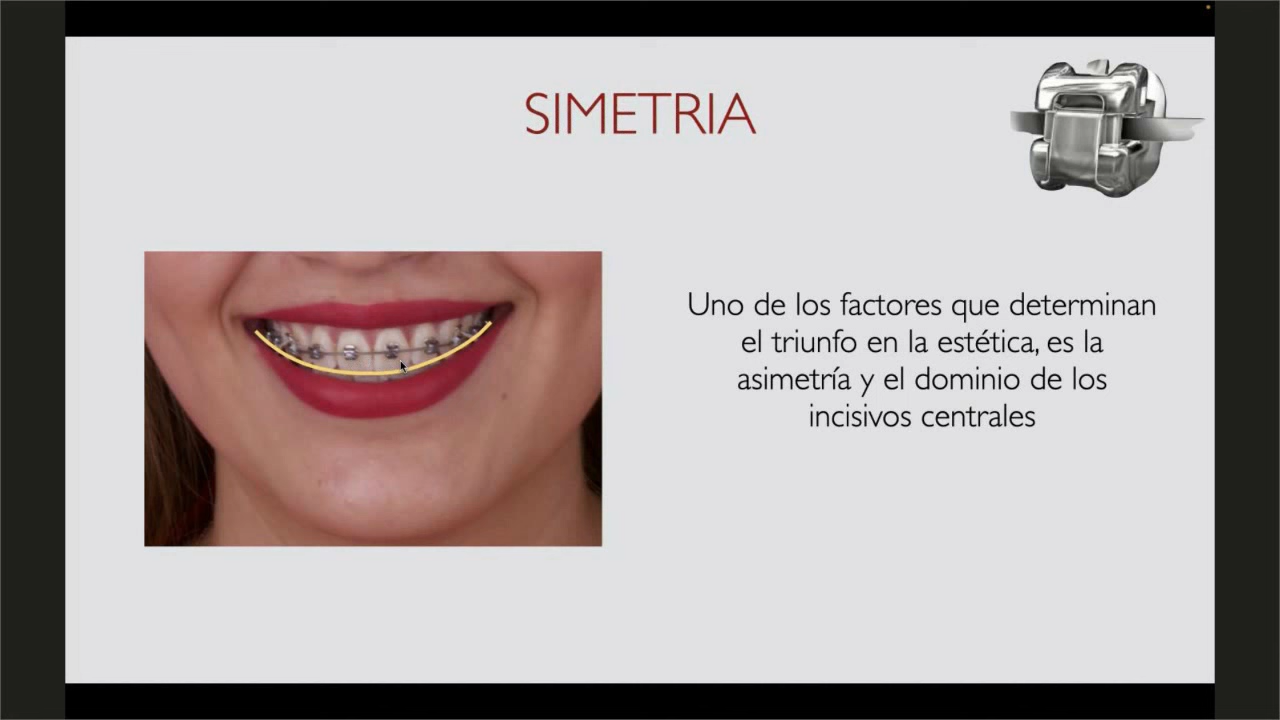 SIMETRIA
Uno de los factores que determinan
el triunfo en la estética, es la
asimetría y el dominio de los
incisivos centrales